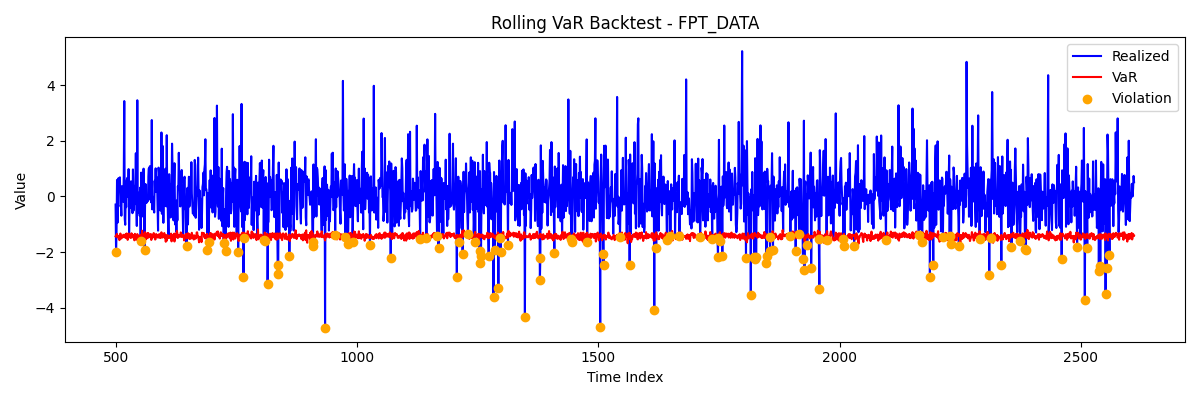 Rolling VaR Backtest - FPT_DATA
Realized
VaR
Violation
Value
4
2
0
−2
−4
500
1000
1500
2000
2500
Time Index